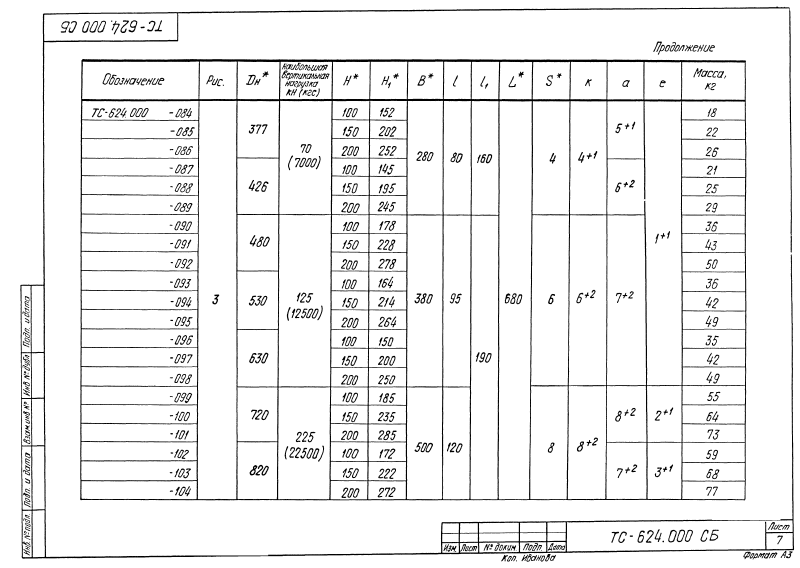 ТС-624.000 СБ
Продолжение
Обозначение Рис. Dн* наибольшая вертикальная нагрузка кН (кгс) H* H₁* B* l l₁ L* S* к a e Масса, кг
ТС-624.000 -084 3 377 70 (7000) 100 152 280 80 160 680 4 4⁺¹ 5⁺¹ 1⁺¹ 18
-085 150 202 22
-086 200 252 26
-087 426 100 145 6⁺² 21
-088 150 195 25
-089 200 245 29
-090 480 125 (12500) 100 178 380 95 190 6 6⁺² 7⁺² 36
-091 150 228 43
-092 200 278 50
-093 530 100 164 36
-094 150 214 42
-095 200 264 49
-096 630 100 150 35
-097 150 200 42
-098 200 250 49
-099 720 225 (22500) 100 185 500 120 8 8⁺² 8⁺² 2⁺¹ 55
-100 150 235 64
-101 200 285 73
-102 820 100 172 7⁺² 3⁺¹ 59
-103 150 222 68
-104 200 272 77
Инв. № подл. Подп. и дата Взам. инв. № Инв. № дубл. Подп. и дата
Изм. Лист № докум. Подп. Дата
ТС-624.000 СБ
Лист
7
Коп. Иванова
Формат А3